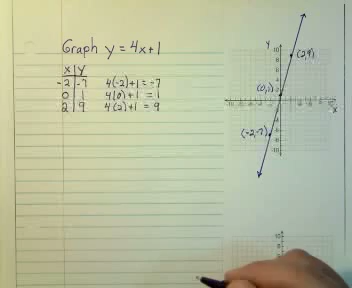 Graph y = 4x+1
x y
-2 -7 4(-2)+1 = -7
0 1 4(0)+1 = 1
2 9 4(2)+1 = 9
y
(2,9)
(0,1)
x
(-2,-7)